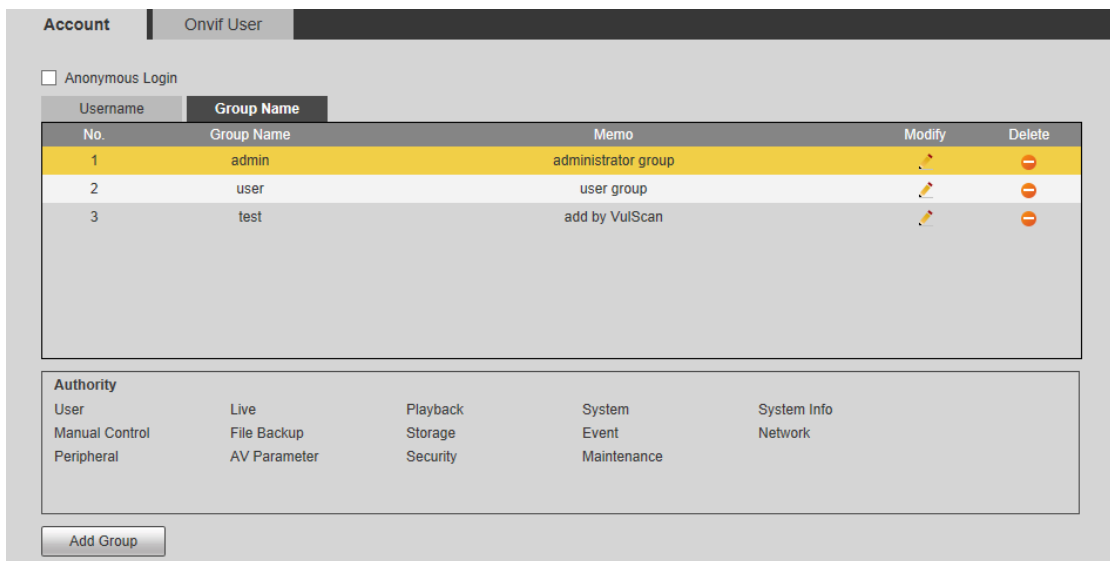 Account Onvif User
Anonymous Login
Username Group Name
No. Group Name Memo Modify Delete
1 admin administrator group
2 user user group
3 test add by VulScan
Authority
User Live Playback System System Info
Manual Control File Backup Storage Event Network
Peripheral AV Parameter Security Maintenance
Add Group